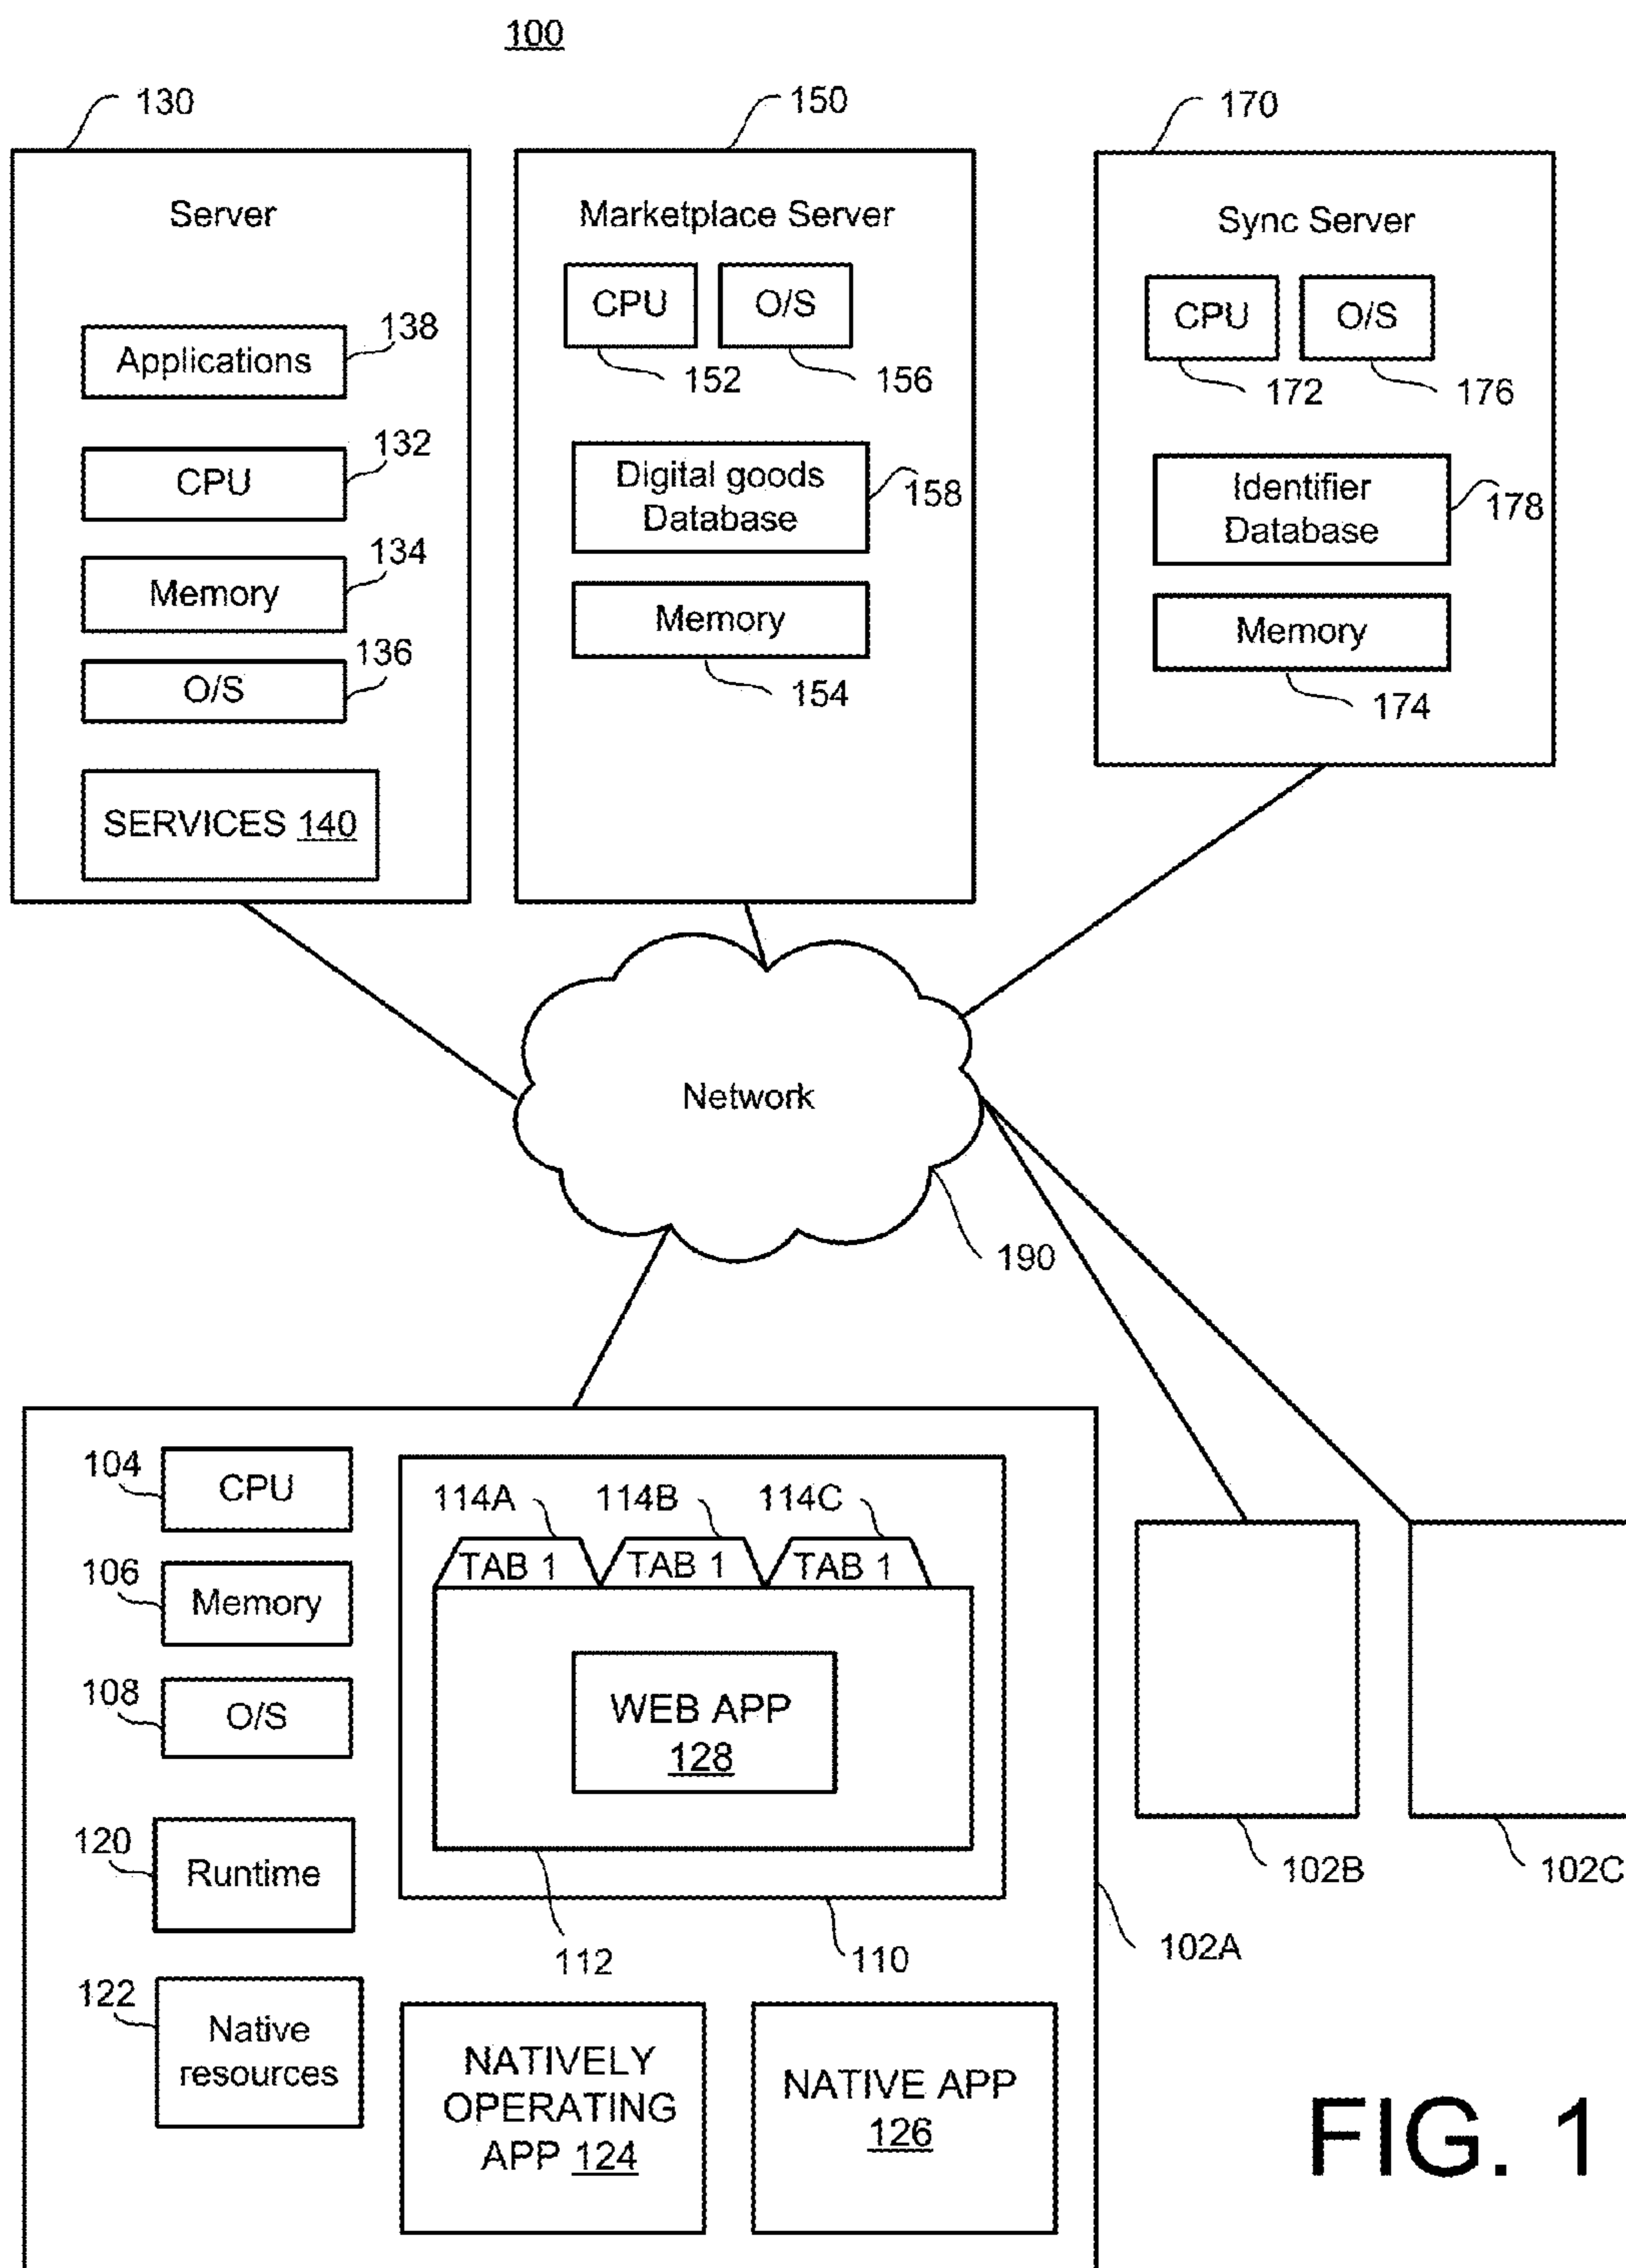 100
130
150
170
Server
Marketplace Server
Sync Server
Applications
138
CPU
132
Memory
134
O/S
136
SERVICES 140
CPU
O/S
152
156
Digital goods
Database
158
Memory
154
CPU
O/S
172
176
Identifier
Database
178
Memory
174
Network
190
104
CPU
106
Memory
108
O/S
120
Runtime
122
Native
resources
114A
114B
114C
TAB 1
TAB 1
TAB 1
WEB APP
128
112
110
102A
102B
102C
NATIVELY
OPERATING
APP 124
NATIVE APP
126
FIG. 1